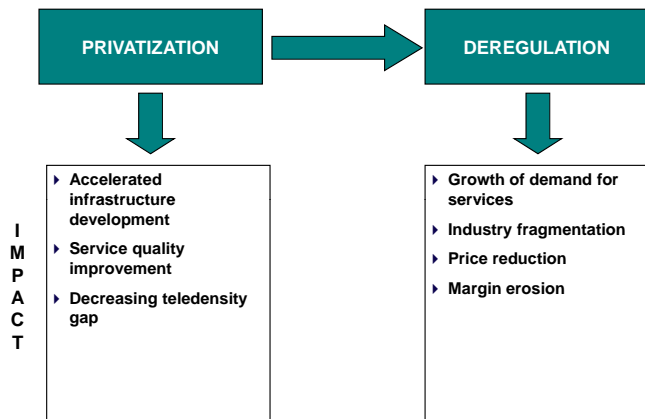 PRIVATIZATION
DEREGULATION
IMPACT
Accelerated
infrastructure
development
Service quality
improvement
Decreasing teledensity
gap
Growth of demand for
services
Industry fragmentation
Price reduction
Margin erosion